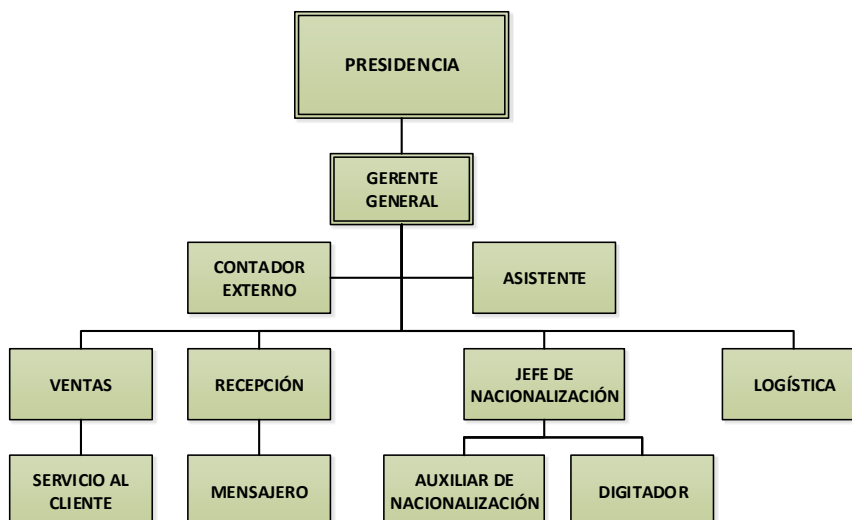 PRESIDENCIA
GERENTE
GENERAL
CONTADOR
EXTERNO
ASISTENTE
VENTAS
RECEPCIÓN
JEFE DE
NACIONALIZACIÓN
LOGÍSTICA
SERVICIO AL
CLIENTE
MENSAJERO
AUXILIAR DE
NACIONALIZACIÓN
DIGITADOR